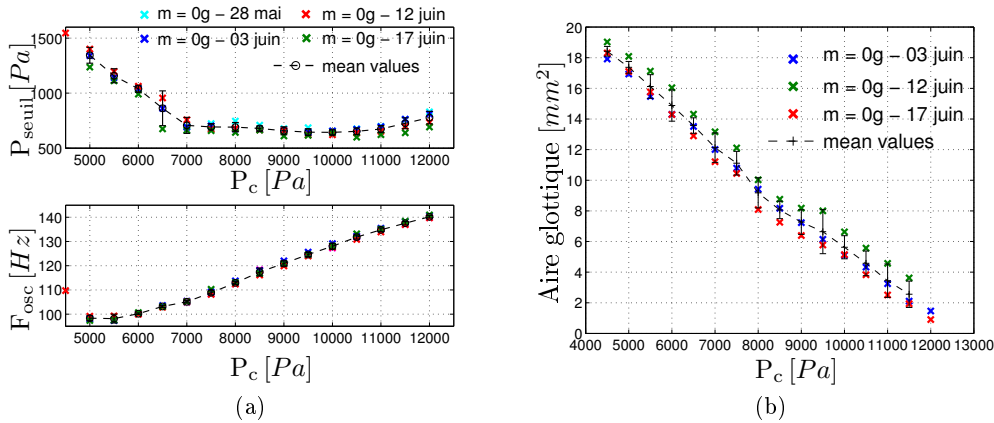 m = 0g − 28 mai
m = 0g − 12 juin
m = 0g − 03 juin
m = 0g − 17 juin
mean values
P_seuil [Pa]
1500
1000
500
5000 6000 7000 8000 9000 10000 11000 12000
P_c [Pa]
F_osc [Hz]
140
130
120
110
100
5000 6000 7000 8000 9000 10000 11000 12000
P_c [Pa]
(a)
Aire glottique [mm²]
20
18
16
14
12
10
8
6
4
2
0
m = 0g − 03 juin
m = 0g − 12 juin
m = 0g − 17 juin
mean values
4000 5000 6000 7000 8000 9000 10000 11000 12000 13000
P_c [Pa]
(b)